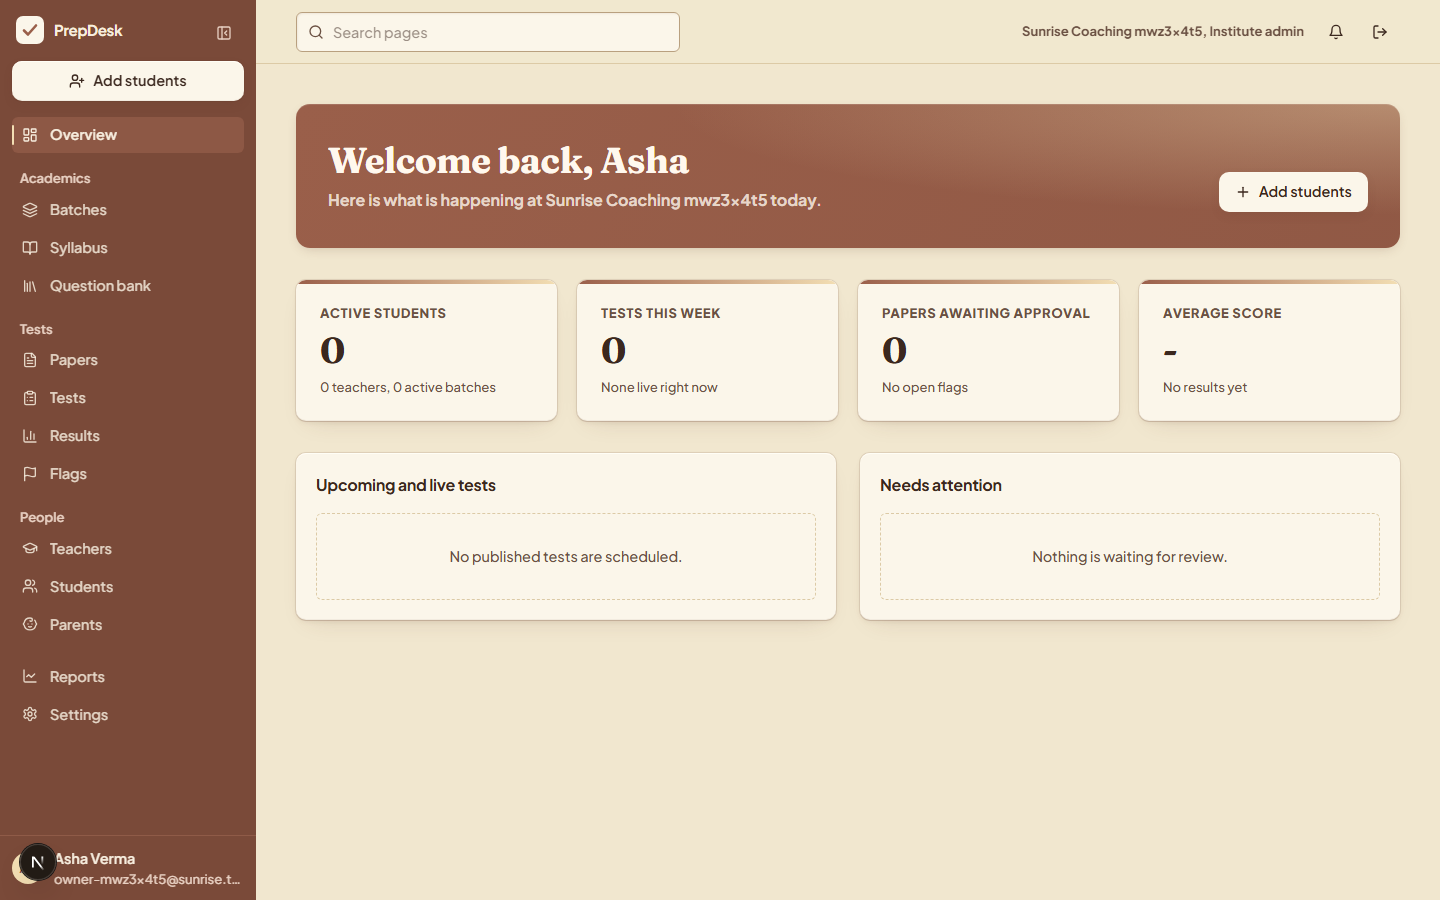 PrepDesk
Add students
Overview
Academics
Batches
Syllabus
Question bank
Tests
Papers
Tests
Results
Flags
People
Teachers
Students
Parents
Reports
Settings
N
Asha Verma
owner-mwz3x4t5@sunrise.t...
Search pages
Sunrise Coaching mwz3x4t5, Institute admin
Welcome back, Asha
Here is what is happening at Sunrise Coaching mwz3x4t5 today.
Add students
ACTIVE STUDENTS
0
0 teachers, 0 active batches
TESTS THIS WEEK
0
None live right now
PAPERS AWAITING APPROVAL
0
No open flags
AVERAGE SCORE
-
No results yet
Upcoming and live tests
No published tests are scheduled.
Needs attention
Nothing is waiting for review.